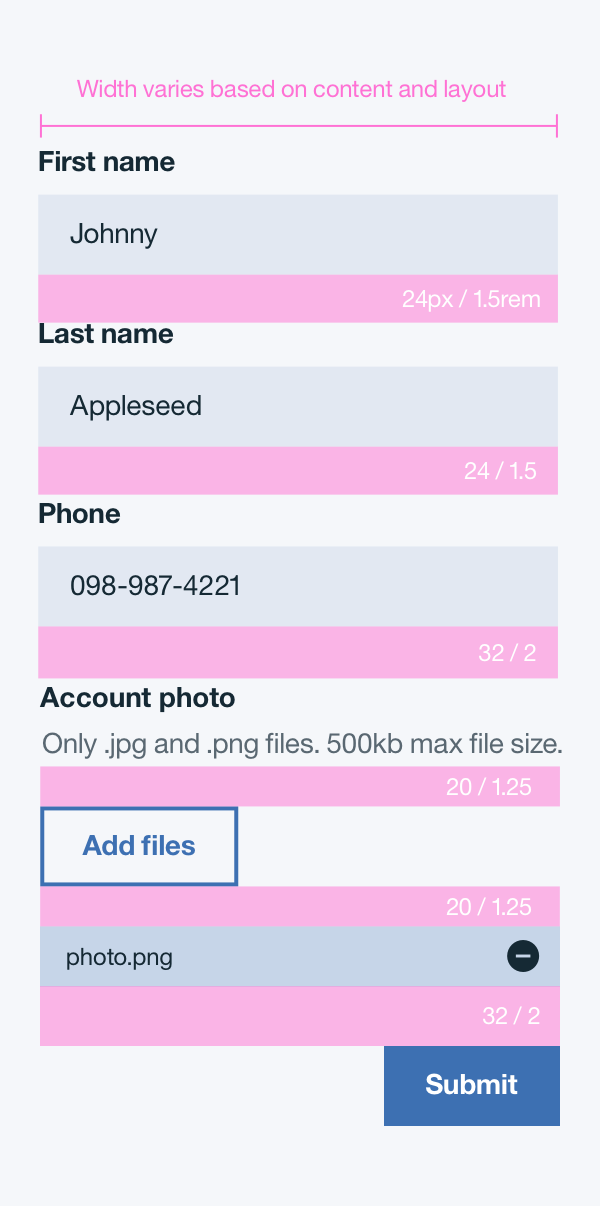 Width varies based on content and layout
First name
Johnny
24px / 1.5rem
Last name
Appleseed
24 / 1.5
Phone
098-987-4221
32 / 2
Account photo
Only .jpg and .png files. 500kb max file size.
20 / 1.25
Add files
20 / 1.25
photo.png
32 / 2
Submit